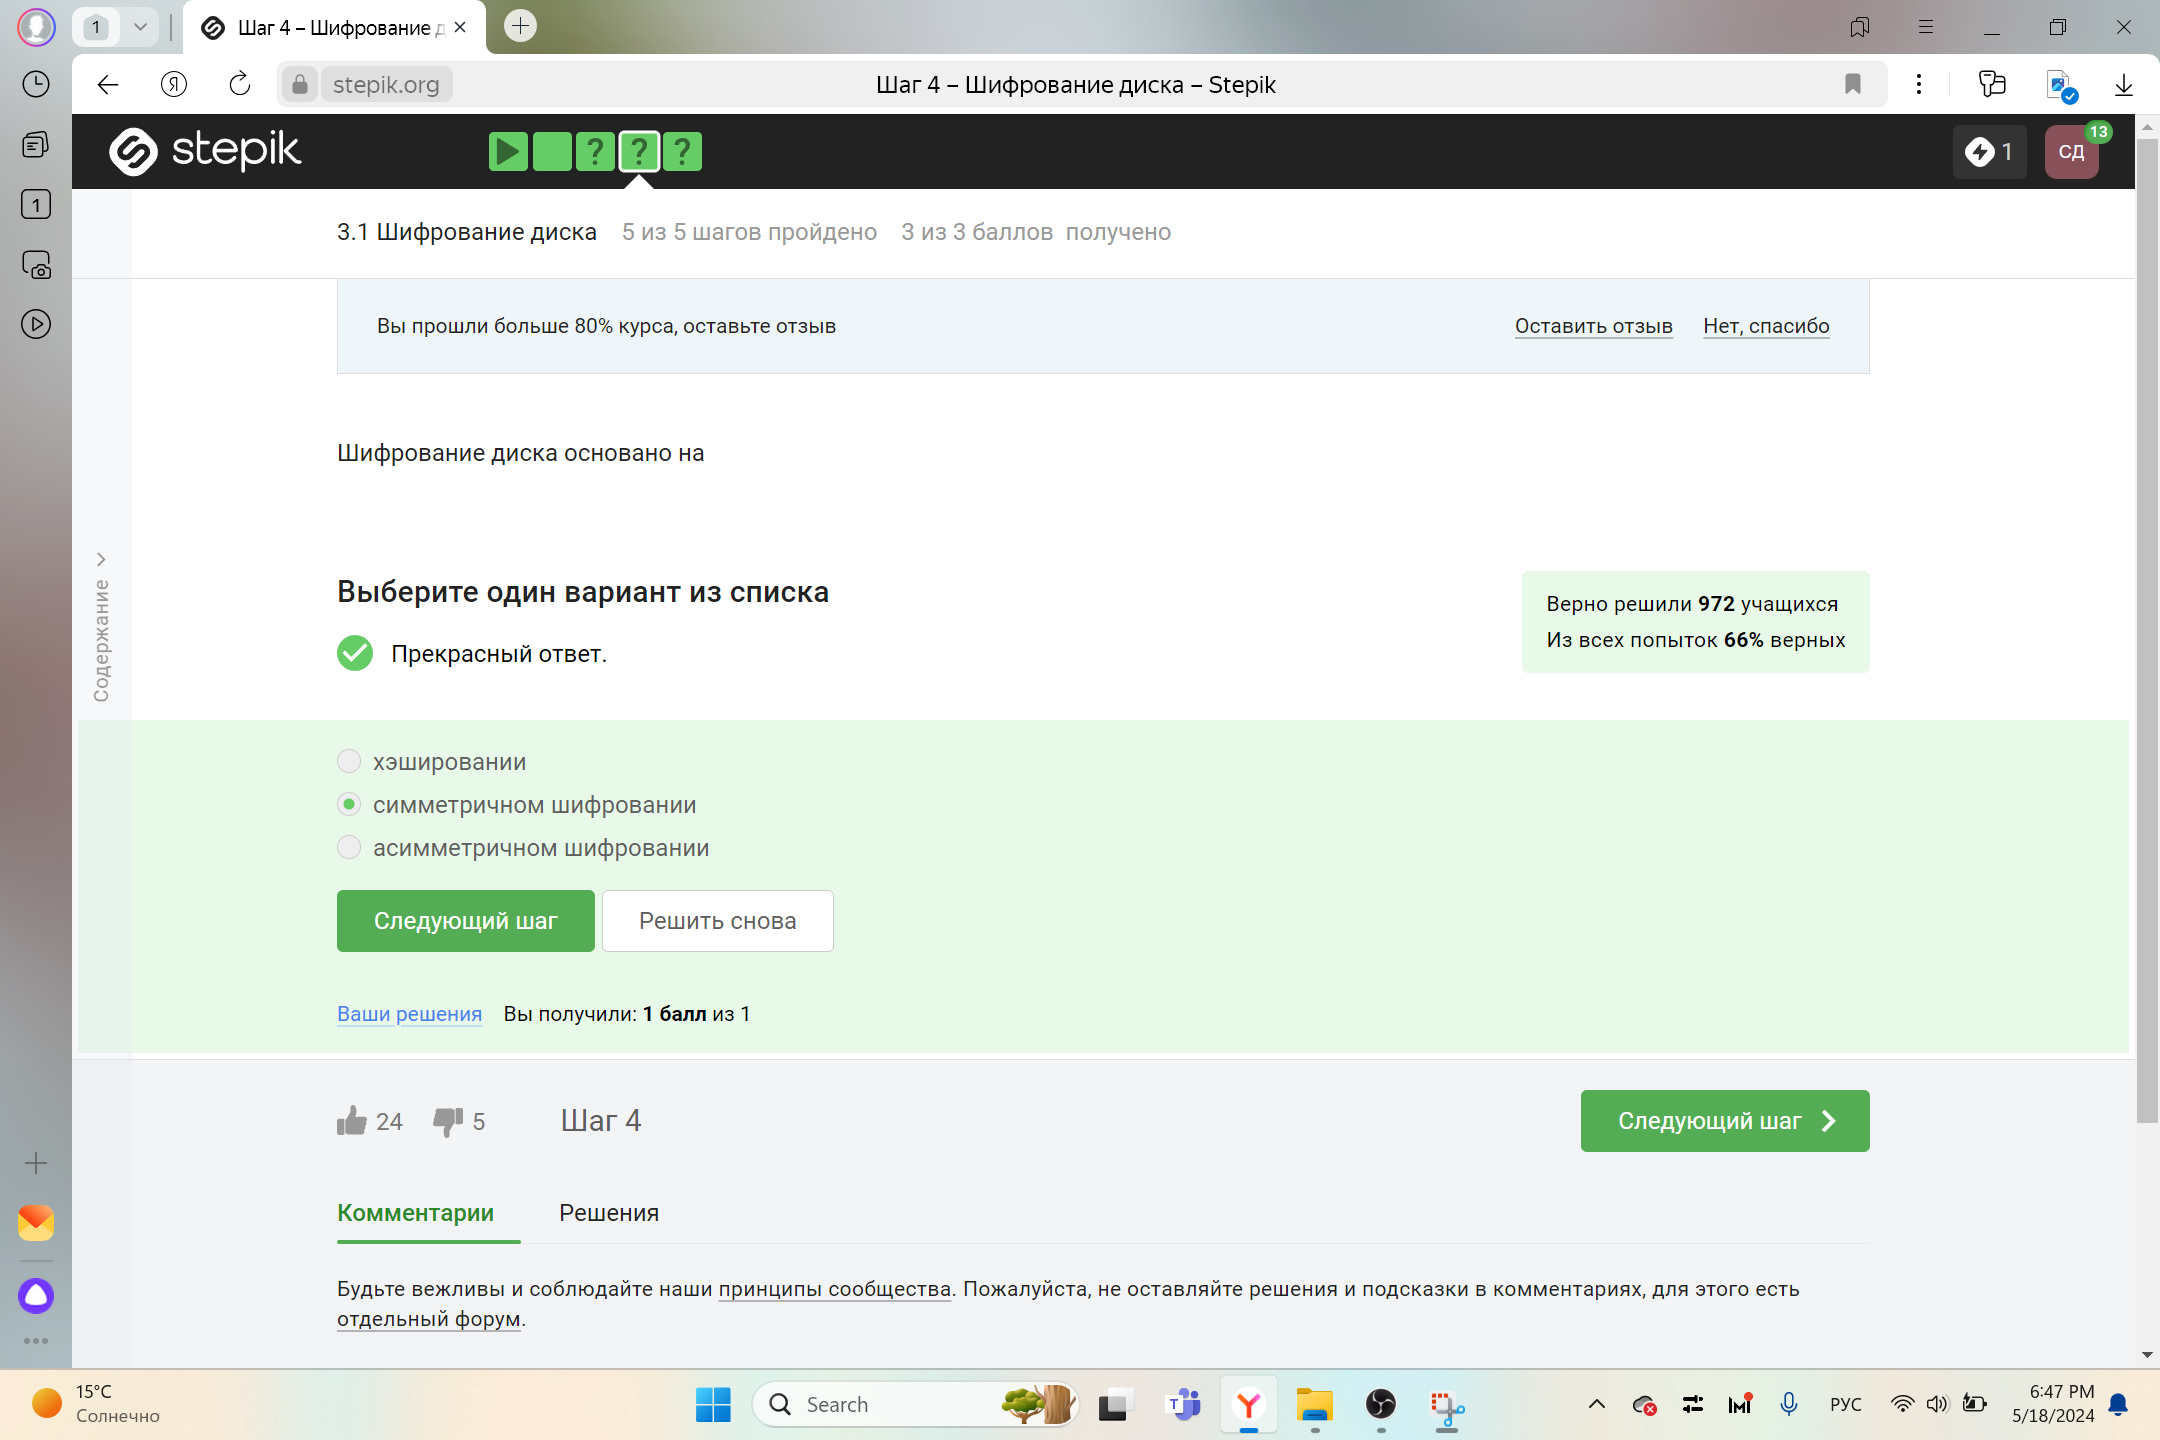 1
Шаг 4 – Шифрование д
stepik.org
Шаг 4 – Шифрование диска – Stepik
1
stepik
? ? ?
1
СД
13
3.1 Шифрование диска 5 из 5 шагов пройдено 3 из 3 баллов получено
Вы прошли больше 80% курса, оставьте отзыв
Оставить отзыв
Нет, спасибо
Шифрование диска основано на
Содержание
Выберите один вариант из списка
Верно решили 972 учащихся
Из всех попыток 66% верных
Прекрасный ответ.
хэшировании
симметричном шифровании
асимметричном шифровании
Следующий шаг
Решить снова
Ваши решения Вы получили: 1 балл из 1
24
5
Шаг 4
Следующий шаг
Комментарии
Решения
Будьте вежливы и соблюдайте наши принципы сообщества. Пожалуйста, не оставляйте решения и подсказки в комментариях, для этого есть
отдельный форум.
15°C
Солнечно
Search
РУС
6:47 PM
5/18/2024